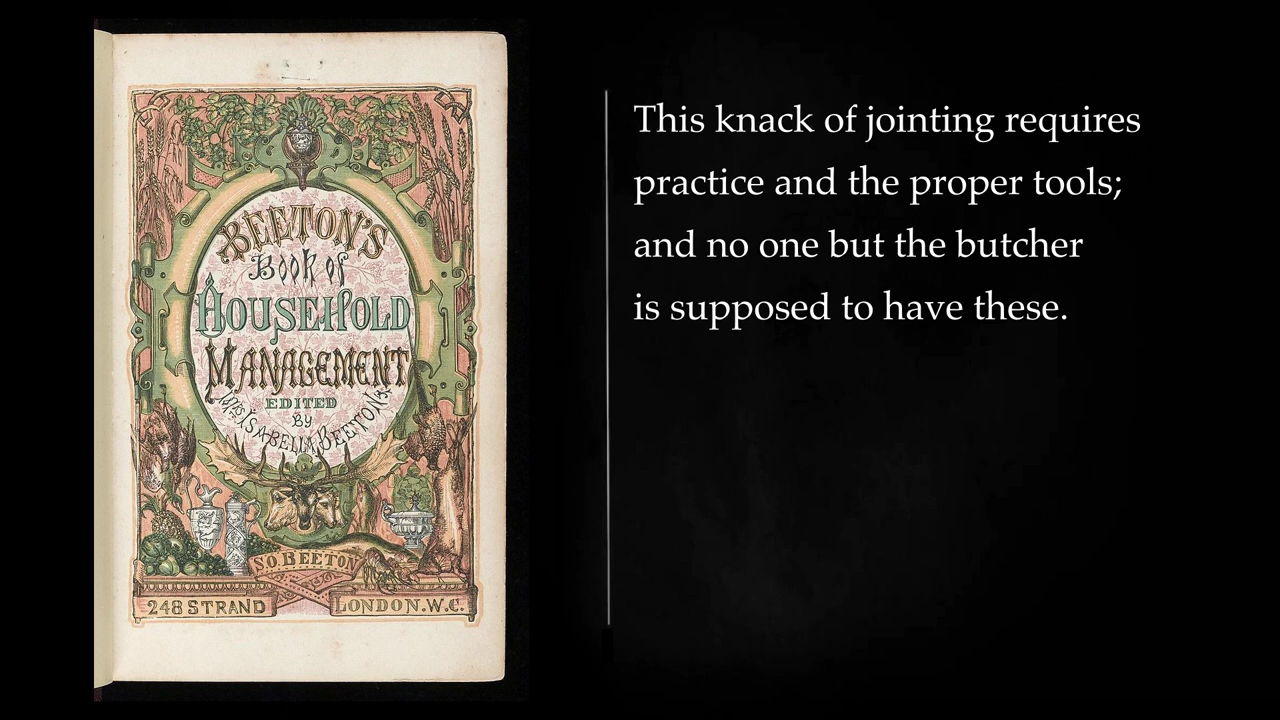 BEETON'S
Book of
HOUSEHOLD
MANAGEMENT
EDITED
BY
MRS ISABELLA BEETON
S.O. BEETON
248 STRAND
LONDON. W.C.
This knack of jointing requires
practice and the proper tools;
and no one but the butcher
is supposed to have these.